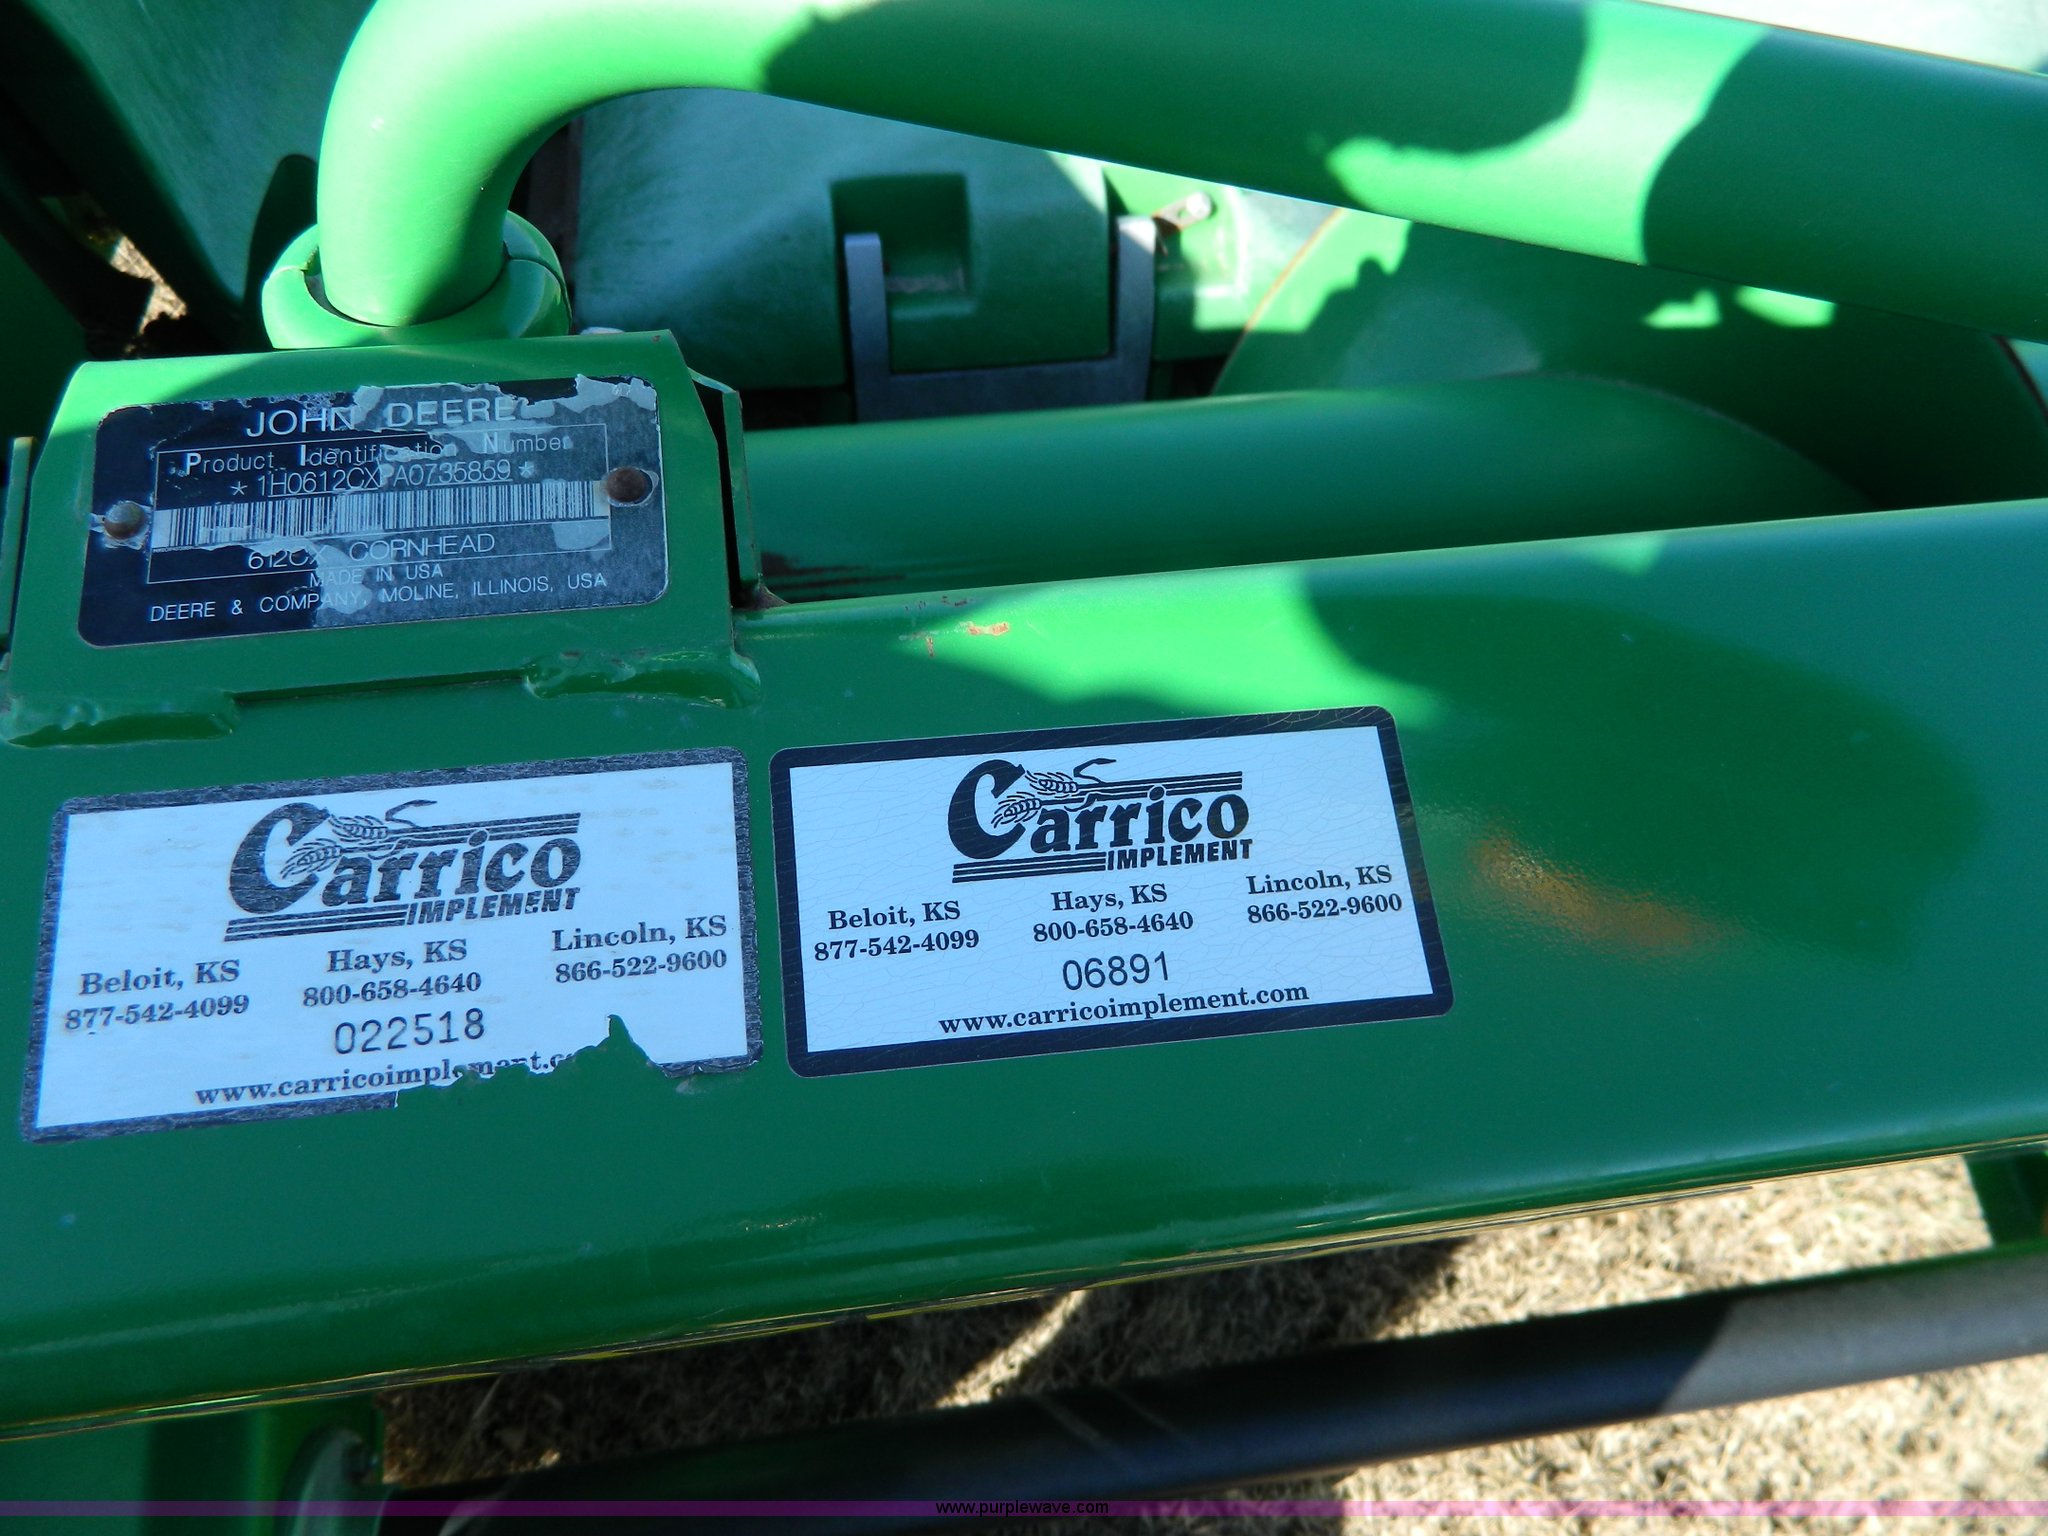 JOHN DEERE
Product Identification Number
*1H0612CXPA0735859*
612CX CORNHEAD
MADE IN USA
DEERE & COMPANY, MOLINE, ILLINOIS, USA
Carrico
IMPLEMENT
Beloit, KS
877-542-4099
Hays, KS
800-658-4640
Lincoln, KS
866-522-9600
022518
www.carricoimplement.co
Carrico
IMPLEMENT
Beloit, KS
877-542-4099
Hays, KS
800-658-4640
Lincoln, KS
866-522-9600
06891
www.carricoimplement.com
www.purplewave.com